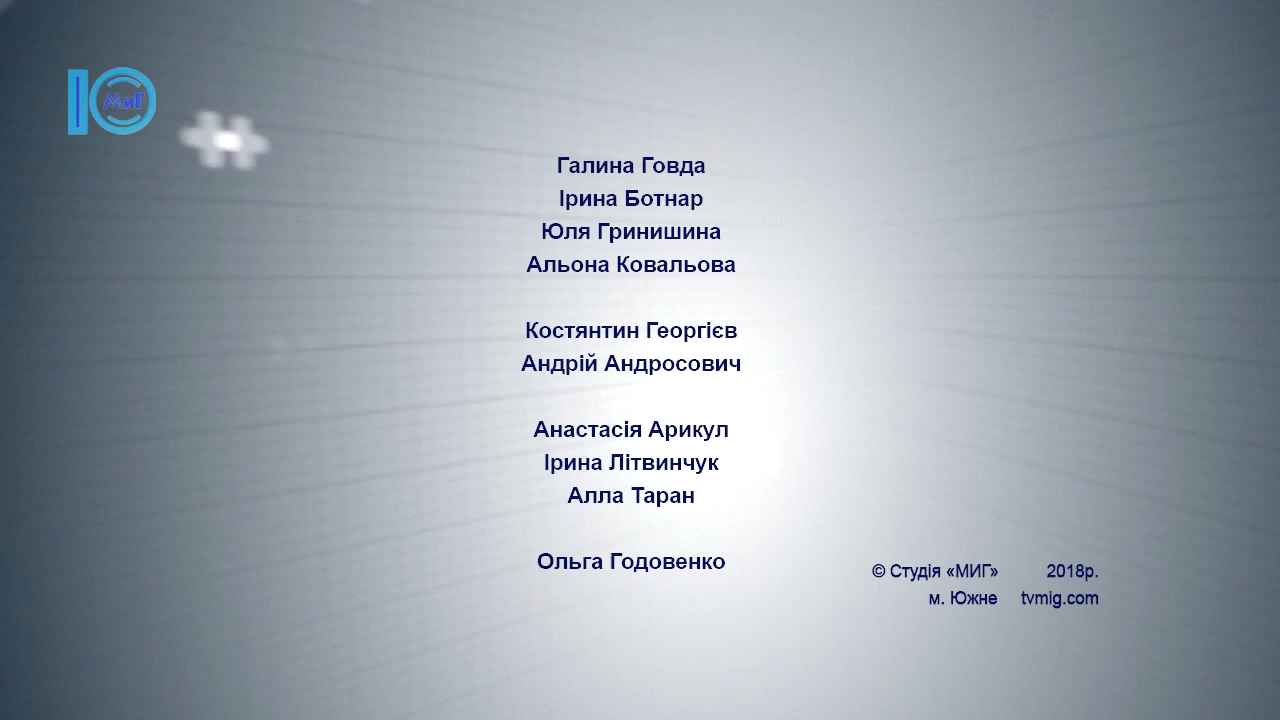 МиГ
Галина Говда
Ірина Ботнар
Юля Гринишина
Альона Ковальова
Костянтин Георгієв
Андрій Андросович
Анастасія Арикул
Ірина Літвинчук
Алла Таран
Ольга Годовенко
© Студія «МИГ» 2018р.
м. Южне tvmig.com